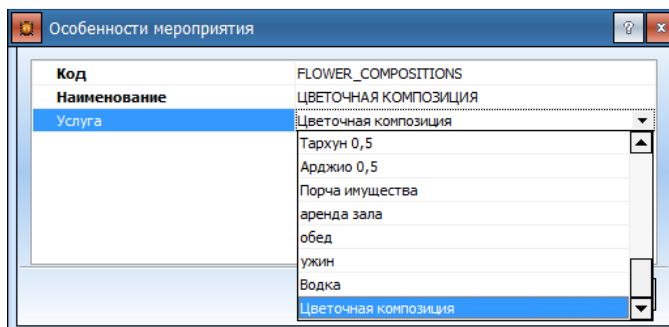 Особенности мероприятия
Код FLOWER_COMPOSITIONS
Наименование ЦВЕТОЧНАЯ КОМПОЗИЦИЯ
Услуга Цветочная композиция
Тархун 0,5
Арджио 0,5
Порча имущества
аренда зала
обед
ужин
Водка
Цветочная композиция